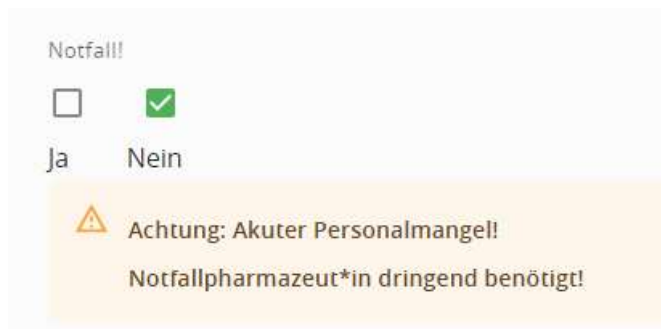 Notfall!
Ja Nein
Achtung: Akuter Personalmangel!
Notfallpharmazeut*in dringend benötigt!